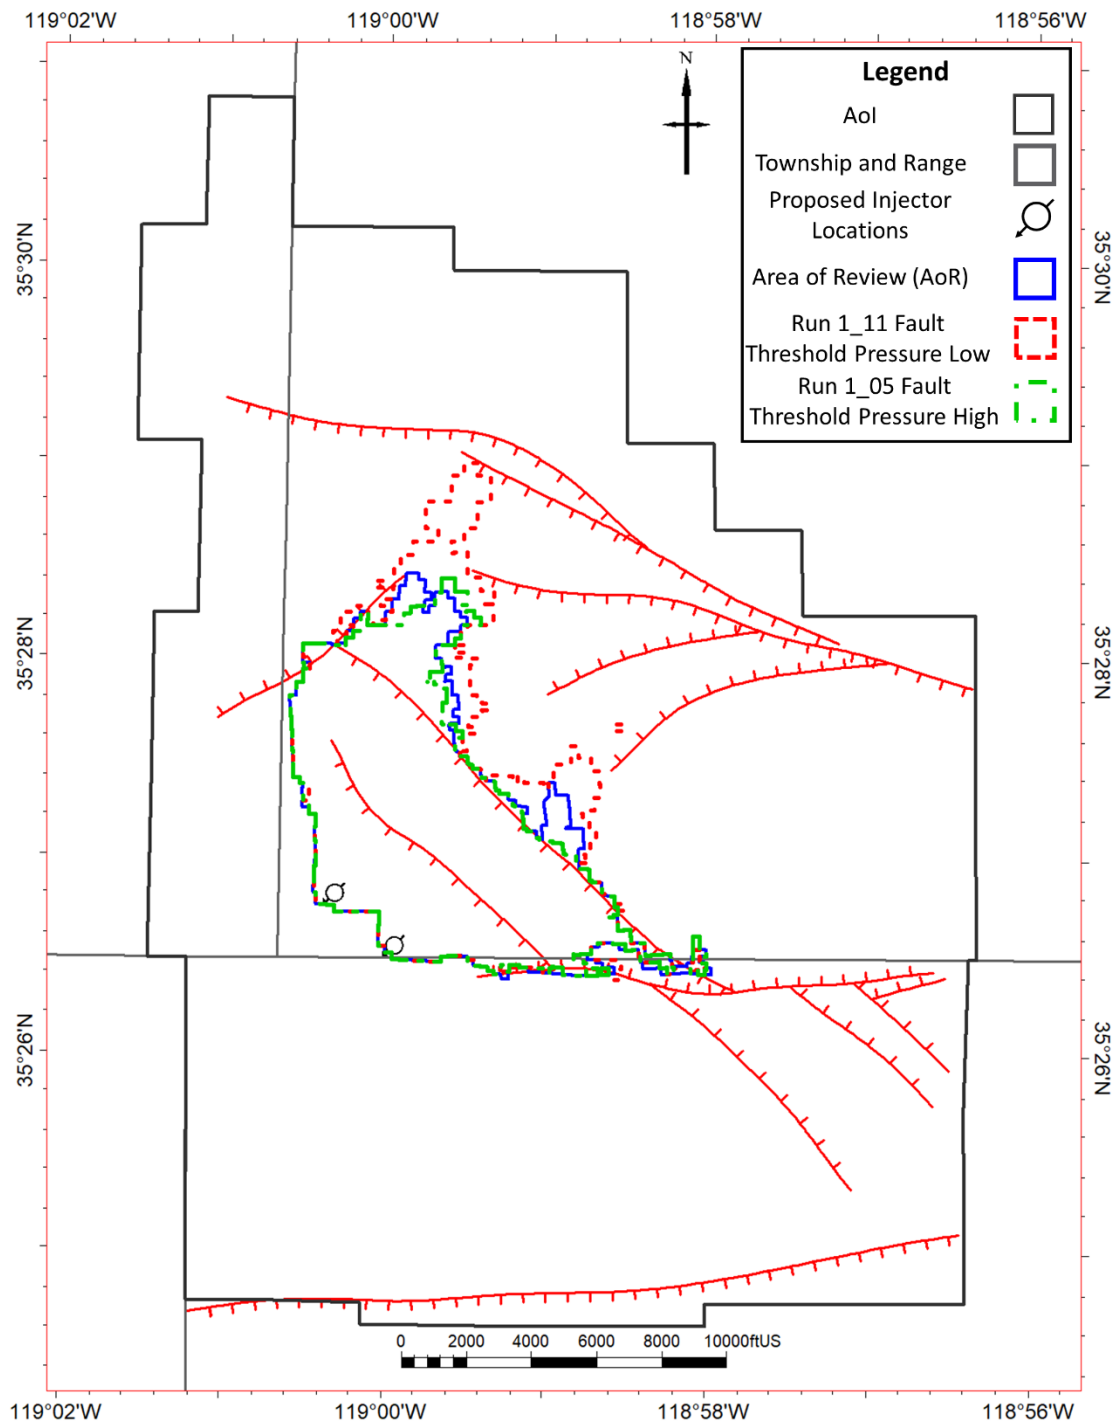 119°02'W 119°00'W 118°58'W 118°56'W
N
Legend
AoI
Township and Range
Proposed Injector
Locations
Area of Review (AoR)
Run 1_11 Fault
Threshold Pressure Low
Run 1_05 Fault
Threshold Pressure High
35°30'N 35°30'N
35°28'N 35°28'N
35°26'N 35°26'N
0 2000 4000 6000 8000 10000ftUS
119°02'W 119°00'W 118°58'W 118°56'W